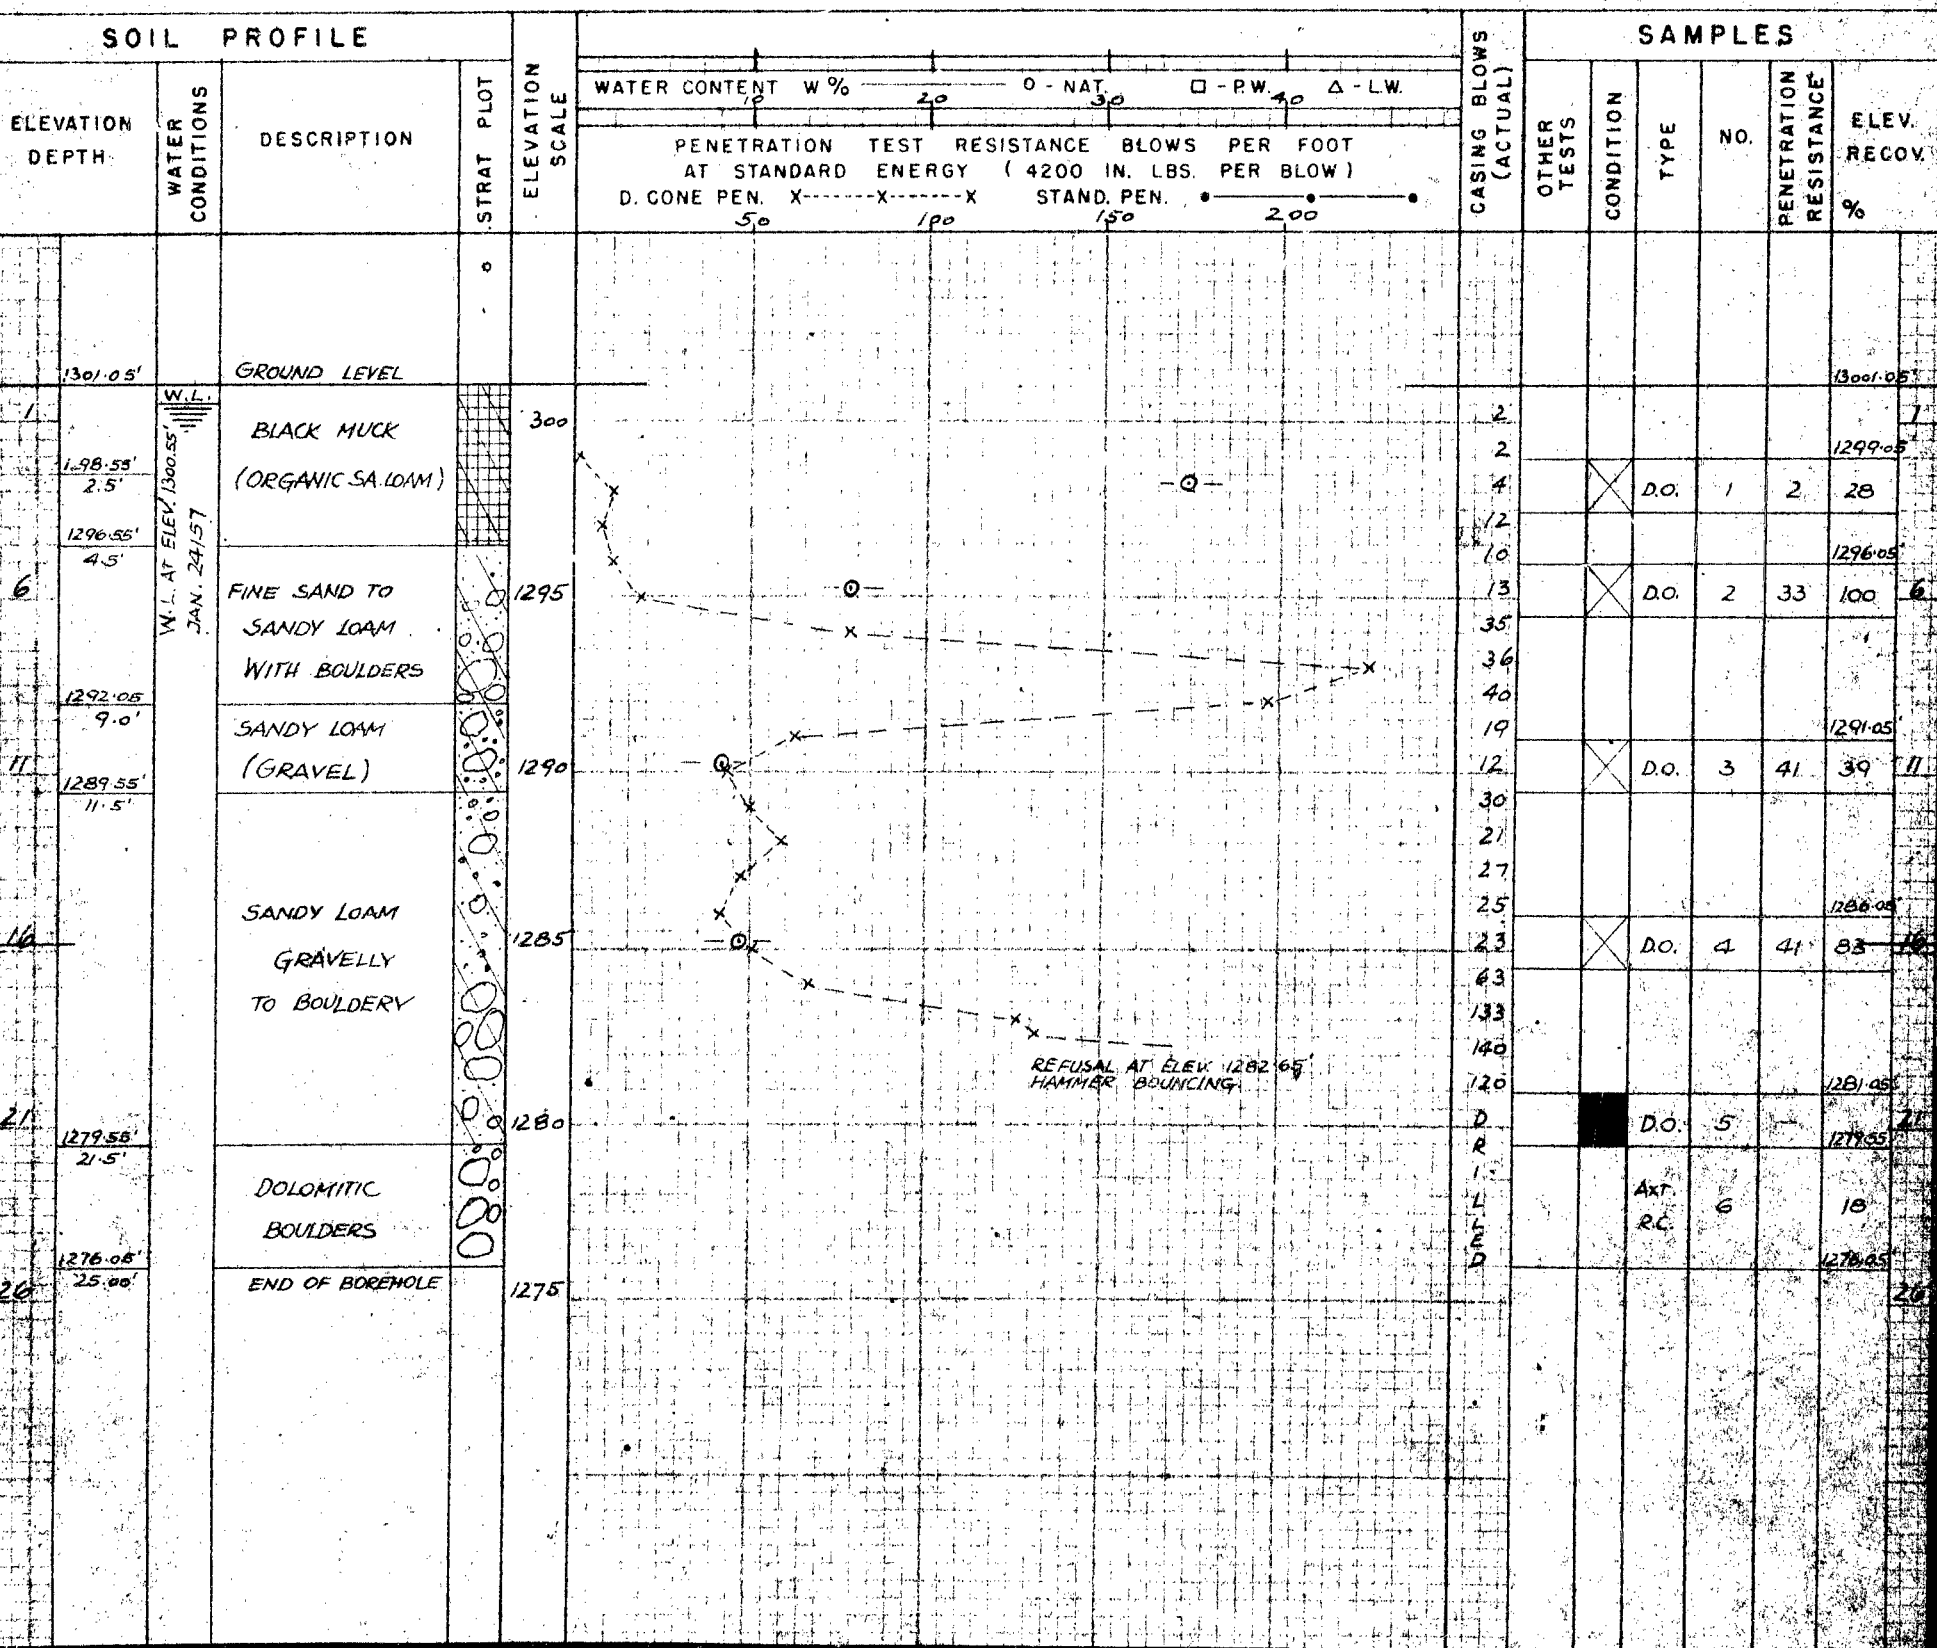 SOIL PROFILE
SAMPLES
ELEVATION
DEPTH
WATER
CONDITIONS
DESCRIPTION
STRAT PLOT
ELEVATION
SCALE
WATER CONTENT W% O - NAT. □ - P.W. △ - L.W.
10 20 30 40
PENETRATION TEST RESISTANCE BLOWS PER FOOT
AT STANDARD ENERGY ( 4200 IN. LBS. PER BLOW )
D. CONE PEN. X-------X-------X STAND. PEN.
50 100 150 200
CASING BLOWS
(ACTUAL)
OTHER
TESTS
CONDITION
TYPE
NO.
PENETRATION
RESISTANCE
ELEV.
RECOV.
%
1301.05' GROUND LEVEL 13001.05'
W.L.
W.L. AT ELEV. 1300.55'
JAN. 24/57
1 300 2 1
BLACK MUCK
2 1299.05'
1.98.55'
2.5' (ORGANIC SA. LOAM) 4 D.O. 1 2 28
12
1296.55'
4.5' 10 1296.05'
6 FINE SAND TO 1295 13 D.O. 2 33 100 6
SANDY LOAM 35
WITH BOULDERS 36
1292.05 40
9.0' SANDY LOAM 19 1291.05'
11 (GRAVEL) 1290 12 D.O. 3 41 39 11
1289.55'
11.5' 30
21
27
SANDY LOAM 25 1286.05'
16 1285 23 D.O. 4 41 83 16
GRAVELLY 63
TO BOULDERY 133
140
REFUSAL AT ELEV. 1282.65'
HAMMER BOUNCING
120 1281.05'
21 1280 D.O. 5 - 21
DRILLED
1279.55' 1279.55
21.5'
DOLOMITIC AXT.
BOULDERS R.C. 6 18
1276.05' 1276.05'
25.00' END OF BOREHOLE
26 1275 26